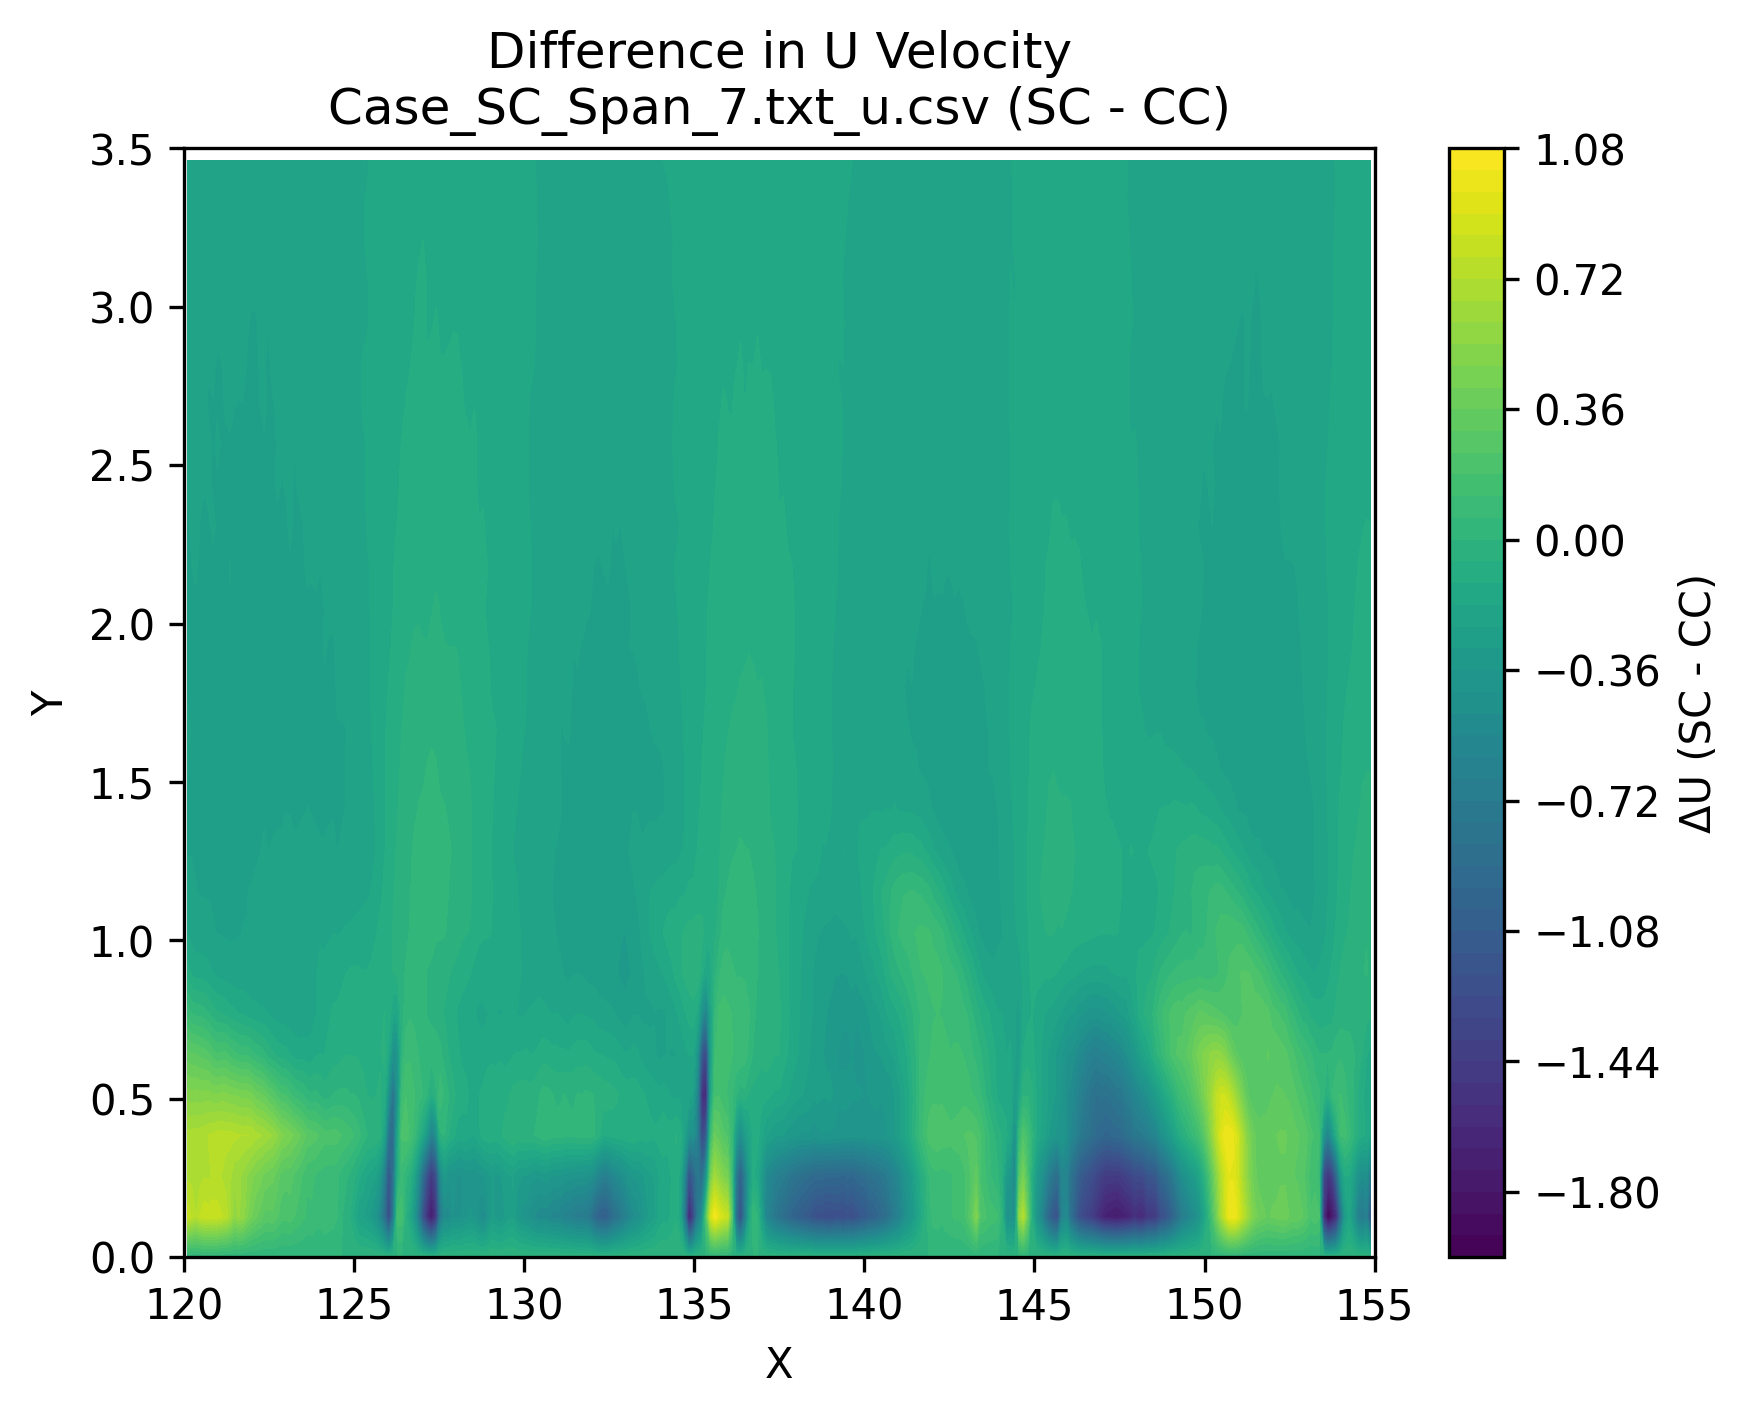 Difference in U Velocity
Case_SC_Span_7.txt_u.csv (SC - CC)
3.5
3.0
2.5
2.0
1.5
1.0
0.5
0.0
Y
120 125 130 135 140 145 150 155
X
1.08
0.72
0.36
0.00
−0.36
−0.72
−1.08
−1.44
−1.80
ΔU (SC - CC)